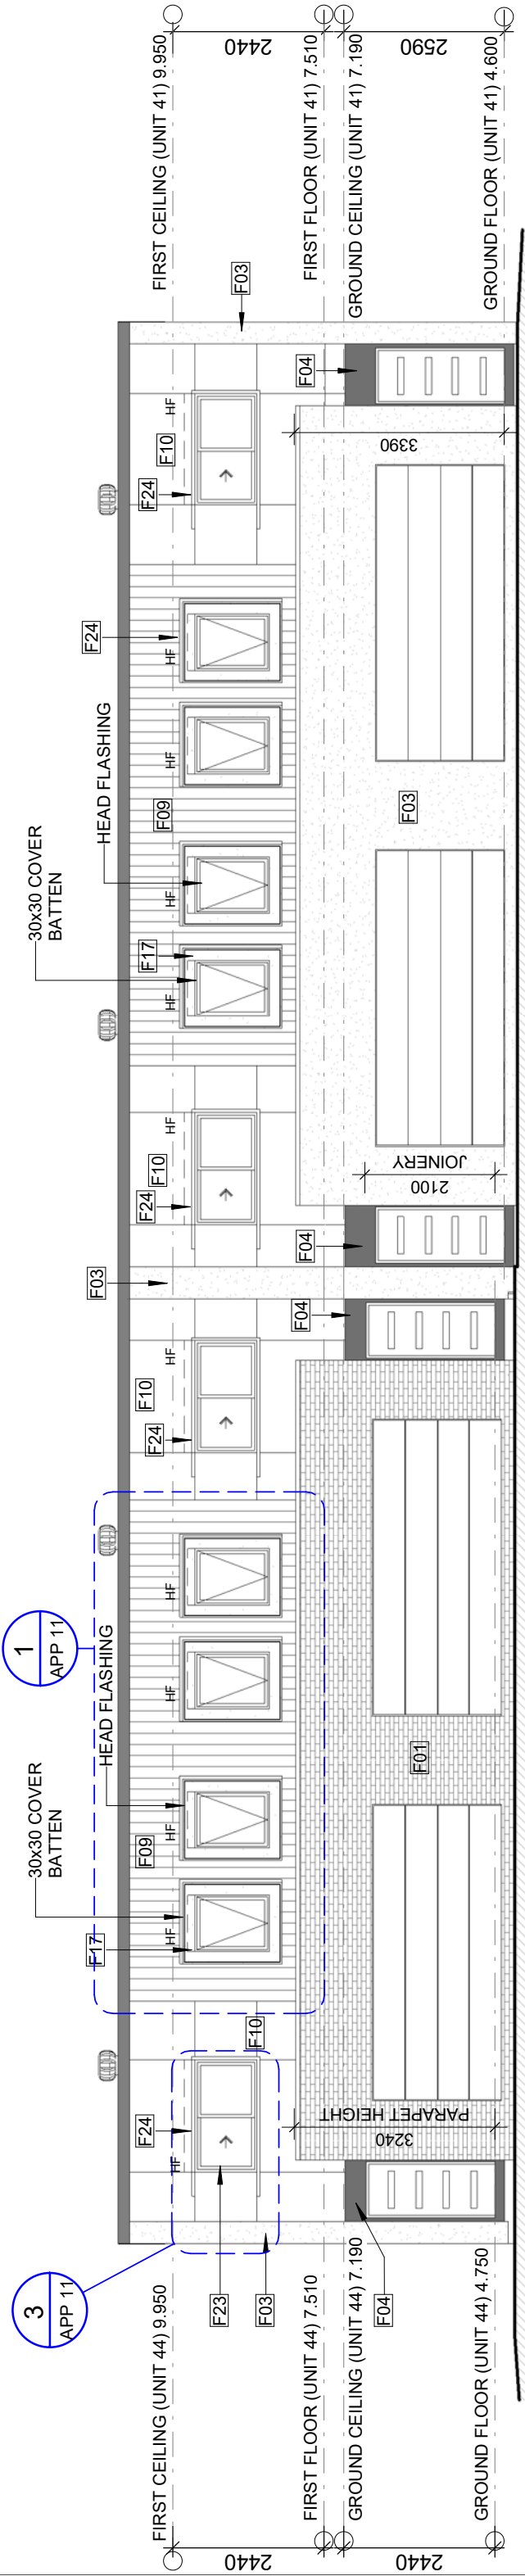 3
APP 11
1
APP 11
30x30 COVER
BATTEN
HEAD FLASHING
30x30 COVER
BATTEN
HEAD FLASHING
F17
F03
F24
F24
F10
F09
F24
F10
F24
F10
F17
F09
F24
F10
HF
HF
HF
HF
HF
HF
HF
HF
HF
HF
HF
HF
F23
F03
F03
F10
F04
F04
F04
F04
F01
F03
FIRST CEILING (UNIT 44) 9.950
FIRST FLOOR (UNIT 44) 7.510
GROUND CEILING (UNIT 44) 7.190
GROUND FLOOR (UNIT 44) 4.750
2440
2440
3240
PARAPET HEIGHT
2100
JOINERY
3390
FIRST CEILING (UNIT 41) 9.950
FIRST FLOOR (UNIT 41) 7.510
GROUND CEILING (UNIT 41) 7.190
GROUND FLOOR (UNIT 41) 4.600
2440
2590